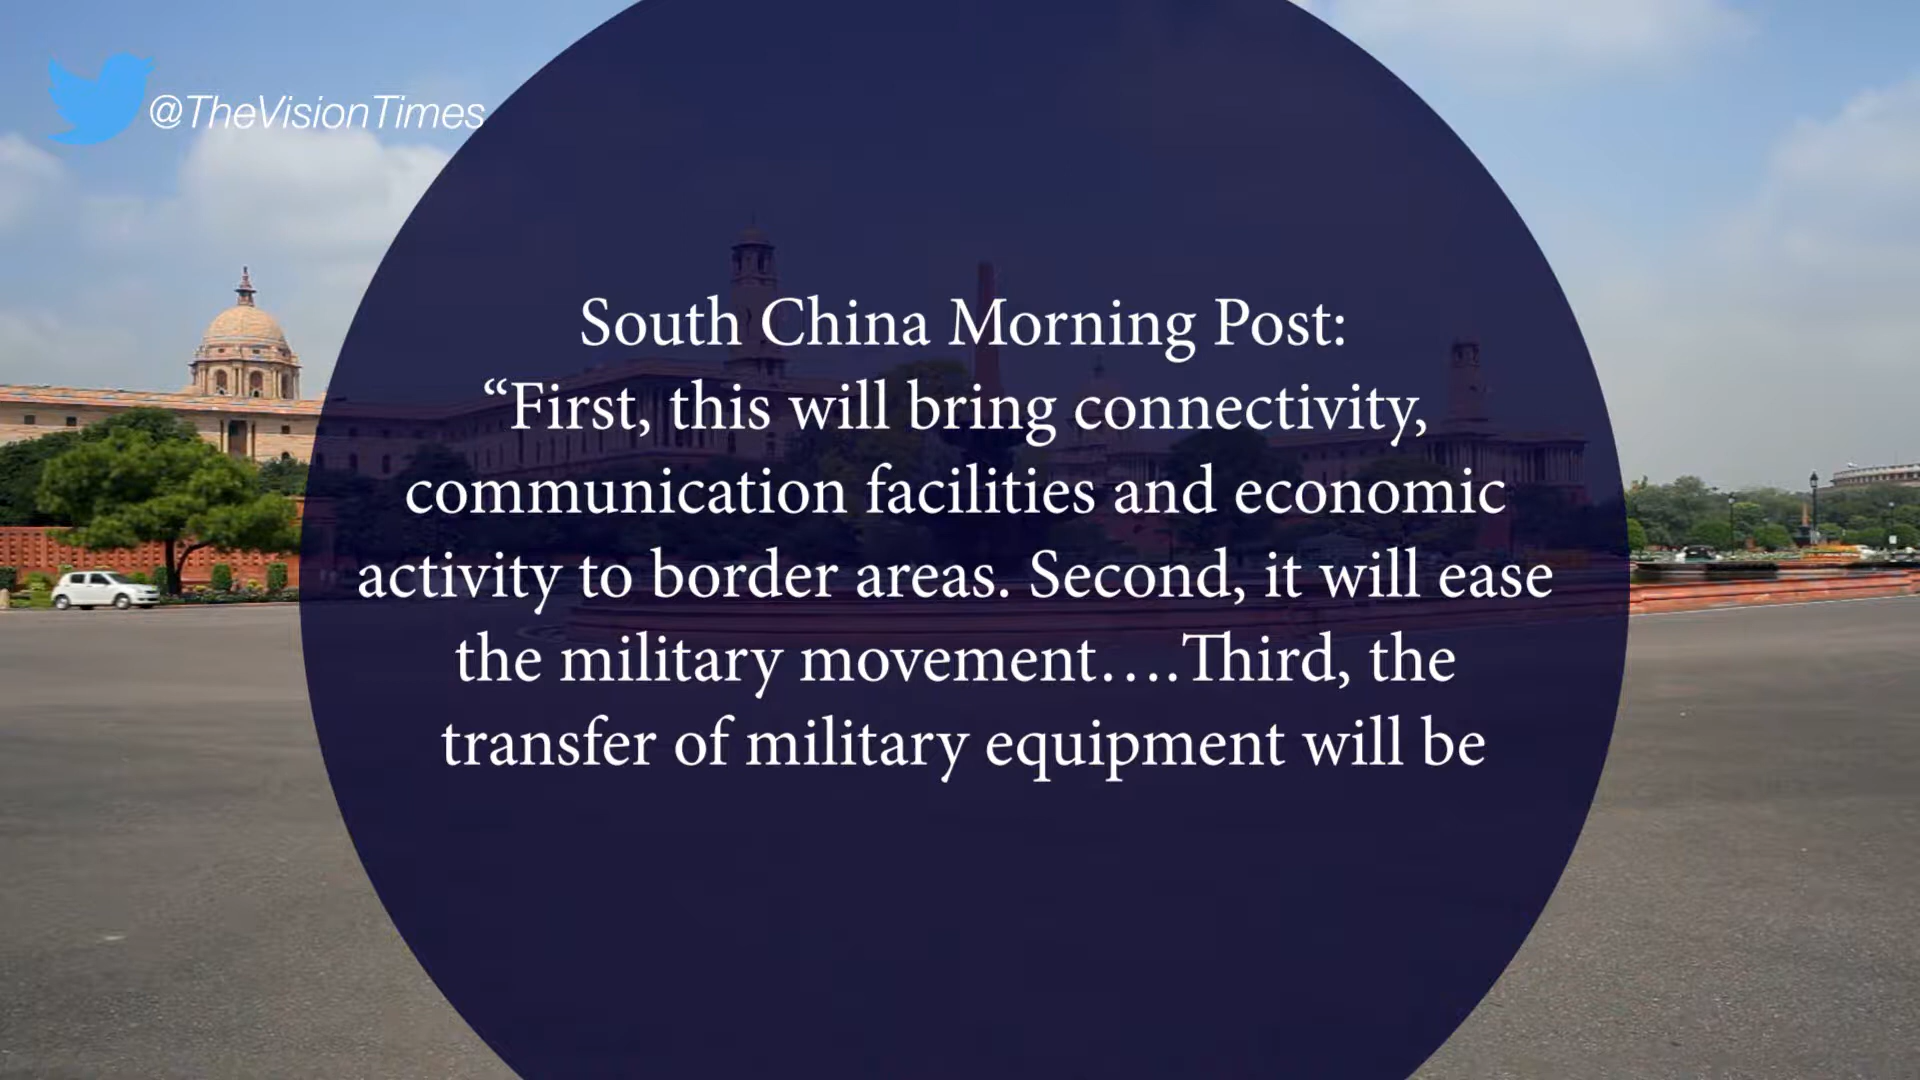 @TheVisionTimes
South China Morning Post:
“First, this will bring connectivity,
communication facilities and economic
activity to border areas. Second, it will ease
the military movement….Third, the
transfer of military equipment will be